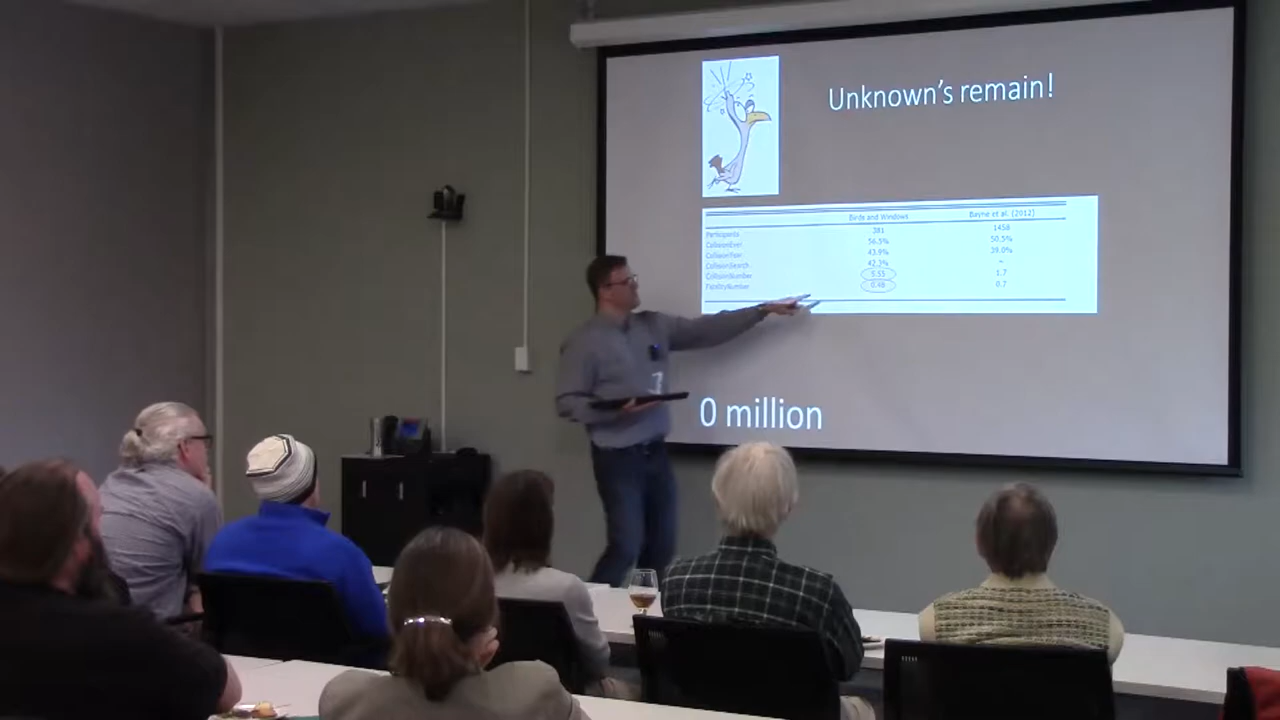 Unknown's remain!
Birds and Windows Bayne et al. (2012)
Participants 381 1458
CollisionEver 56.5% 50.5%
CollisionYear 43.9% 39.0%
CollisionSearch 42.3% ~
CollisionNumber 5.55 1.7
FatalityNumber 0.48 0.7
0 million